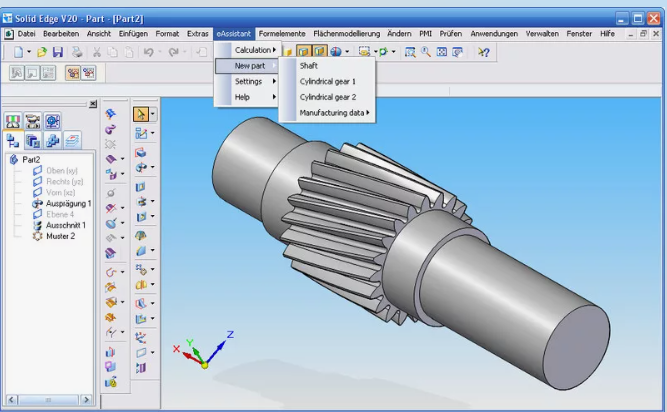 Solid Edge V20 - Part - [Part2]
Datei Bearbeiten Ansicht Einfügen Format Extras eAssistant Formelemente Flächenmodellierung Ändern PMI Prüfen Anwendungen Verwalten Fenster Hilfe
Calculation
New part
Shaft
Settings
Cylindrical gear 1
Help
Cylindrical gear 2
Manufacturing data
Part2
Oben (xy)
Rechts (yz)
Vorn (xz)
Ausprägung 1
Ebene 4
Ausschnitt 1
Muster 2
Z
Y
X